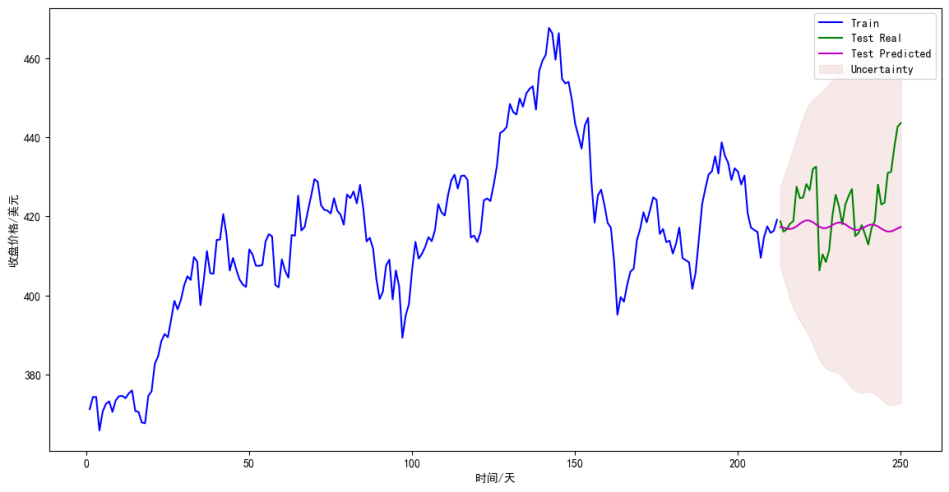 Train
Test Real
Test Predicted
Uncertainty
460
440
420
400
380
收盘价格/美元
0
50
100
150
200
250
时间/天